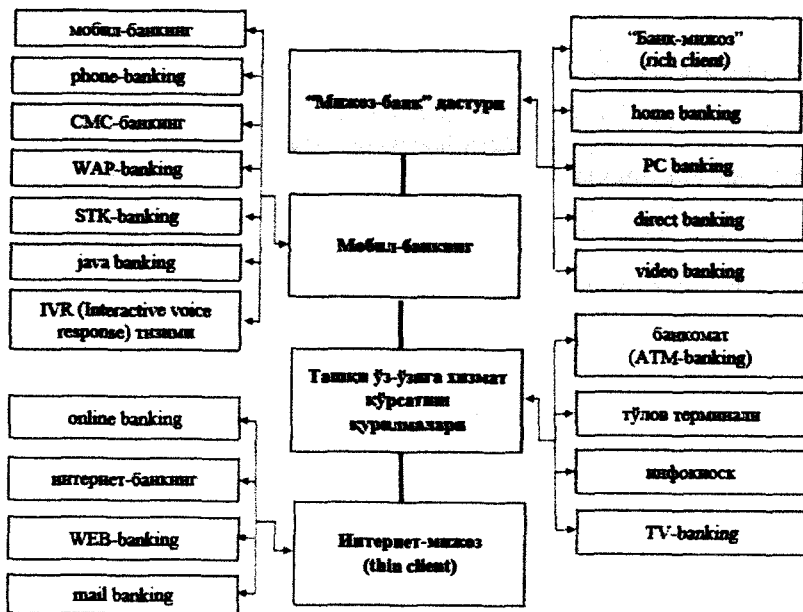 мобил-банкинг
phone-banking
СМС-банкинг
WAP-banking
STK-banking
java banking
IVR (Interactive voice
response) тизими
online banking
интернет-банкинг
WEB-banking
mail banking
“Мижоз-банк” дастури
Мобил-банкинг
Ташқи ўз-ўзига хизмат
кўрсатиш
қурилмалари
Интернет-мижоз
(thin client)
“Банк-мижоз”
(rich client)
home banking
PC banking
direct banking
video banking
банкомат
(ATM-banking)
тўлов терминали
инфокиоск
TV-banking